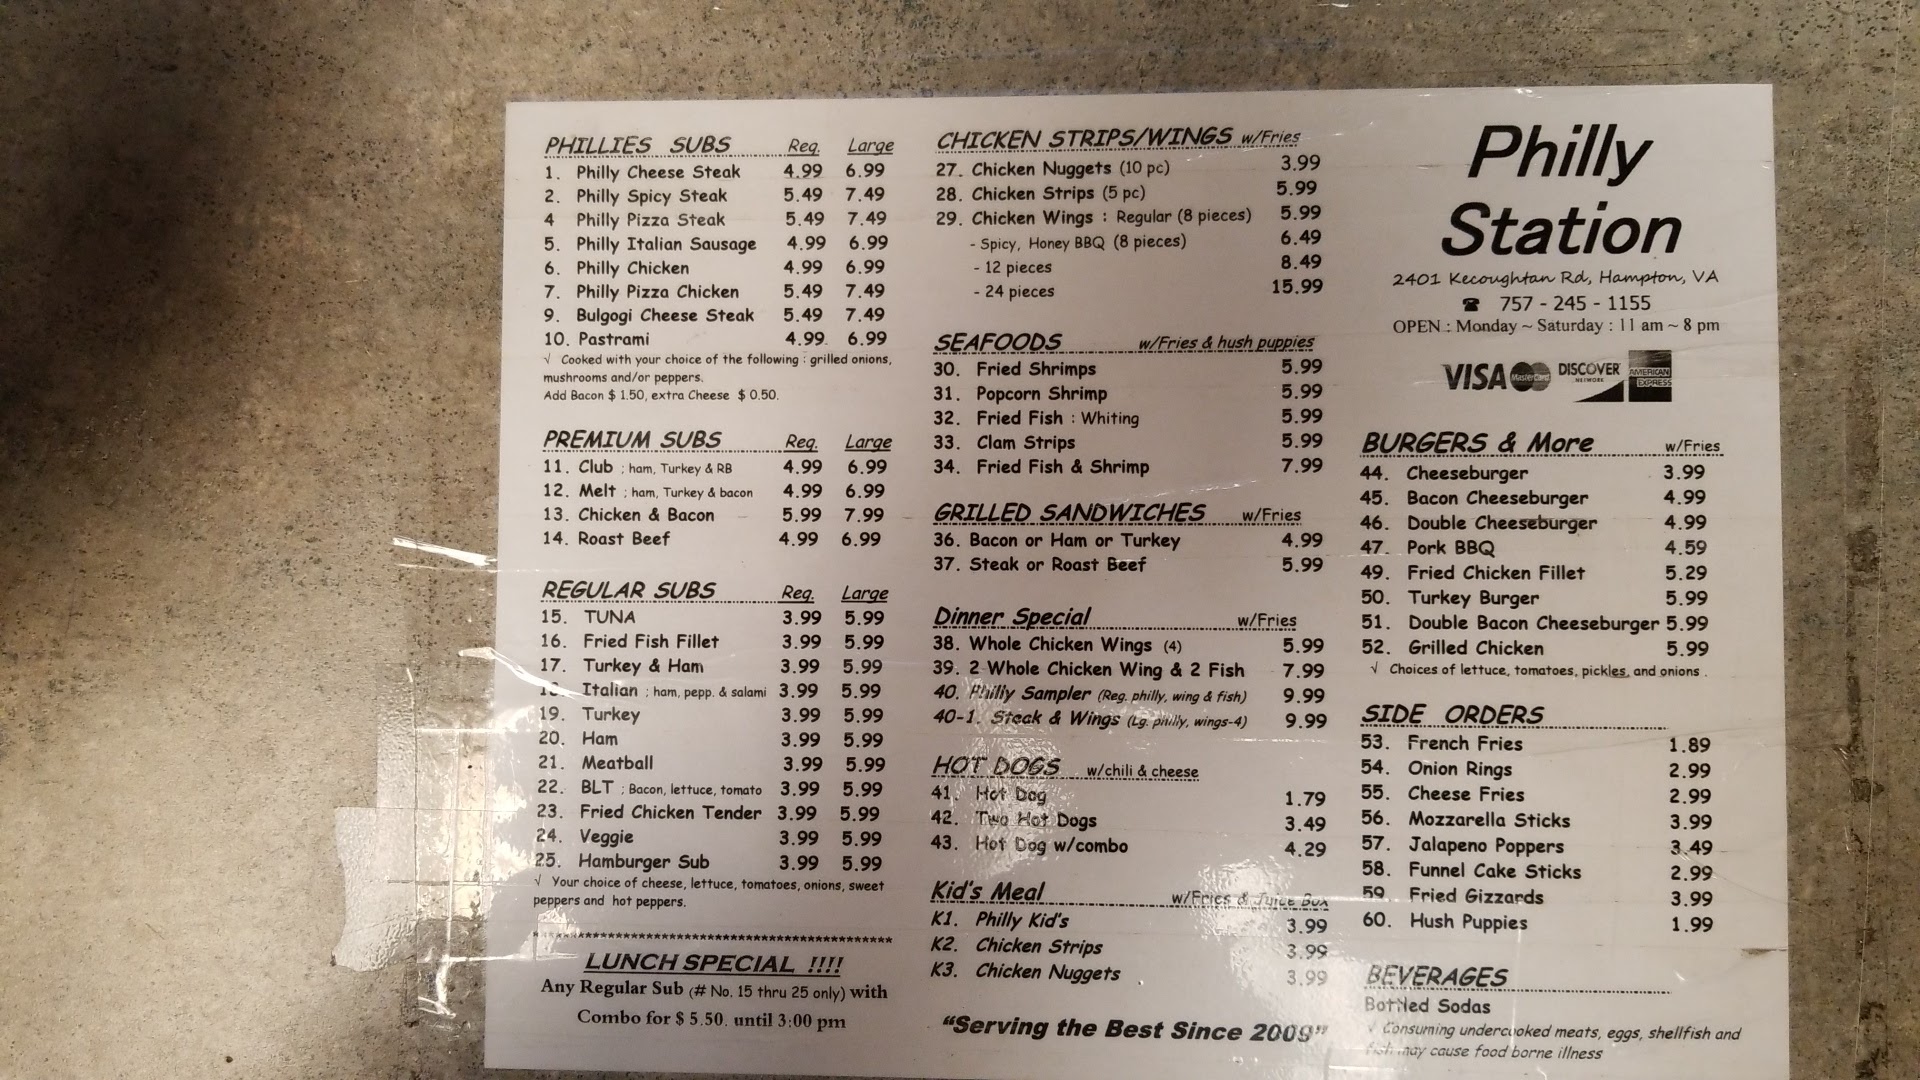 PHILLIES SUBS Reg. Large
1. Philly Cheese Steak 4.99 6.99
2. Philly Spicy Steak 5.49 7.49
4 Philly Pizza Steak 5.49 7.49
5. Philly Italian Sausage 4.99 6.99
6. Philly Chicken 4.99 6.99
7. Philly Pizza Chicken 5.49 7.49
9. Bulgogi Cheese Steak 5.49 7.49
10. Pastrami 4.99 6.99
√ Cooked with your choice of the following : grilled onions,
mushrooms and/or peppers.
Add Bacon $ 1.50, extra Cheese $ 0.50.
PREMIUM SUBS Reg. Large
11. Club ; ham, Turkey & RB 4.99 6.99
12. Melt ; ham, Turkey & bacon 4.99 6.99
13. Chicken & Bacon 5.99 7.99
14. Roast Beef 4.99 6.99
REGULAR SUBS Reg. Large
15. TUNA 3.99 5.99
16. Fried Fish Fillet 3.99 5.99
17. Turkey & Ham 3.99 5.99
18. Italian ; ham, pepp. & salami 3.99 5.99
19. Turkey 3.99 5.99
20. Ham 3.99 5.99
21. Meatball 3.99 5.99
22. BLT ; Bacon, lettuce, tomato 3.99 5.99
23. Fried Chicken Tender 3.99 5.99
24. Veggie 3.99 5.99
25. Hamburger Sub 3.99 5.99
√ Your choice of cheese, lettuce, tomatoes, onions, sweet
peppers and hot peppers.
LUNCH SPECIAL !!!!
Any Regular Sub (# No. 15 thru 25 only) with
Combo for $ 5.50. until 3:00 pm
CHICKEN STRIPS/WINGS w/Fries
27. Chicken Nuggets (10 pc) 3.99
28. Chicken Strips (5 pc) 5.99
29. Chicken Wings : Regular (8 pieces) 5.99
- Spicy, Honey BBQ (8 pieces) 6.49
- 12 pieces 8.49
- 24 pieces 15.99
SEAFOODS w/Fries & hush puppies
30. Fried Shrimps 5.99
31. Popcorn Shrimp 5.99
32. Fried Fish : Whiting 5.99
33. Clam Strips 5.99
34. Fried Fish & Shrimp 7.99
GRILLED SANDWICHES w/Fries
36. Bacon or Ham or Turkey 4.99
37. Steak or Roast Beef 5.99
Dinner Special w/Fries
38. Whole Chicken Wings (4) 5.99
39. 2 Whole Chicken Wing & 2 Fish 7.99
40. Philly Sampler (Reg. philly, wing & fish) 9.99
40-1. Steak & Wings (Lg. philly, wings-4) 9.99
HOT DOGS w/chili & cheese
41. Hot Dog 1.79
42. Two Hot Dogs 3.49
43. Hot Dog w/combo 4.29
Kid's Meal w/Fries & Juice Box
K1. Philly Kid's 3.99
K2. Chicken Strips 3.99
K3. Chicken Nuggets 3.99
"Serving the Best Since 2009"
Philly
Station
2401 Kecoughtan Rd, Hampton, VA
☎ 757 - 245 - 1155
OPEN : Monday ~ Saturday : 11 am ~ 8 pm
VISA MasterCard DISCOVER NETWORK AMERICAN EXPRESS
BURGERS & More w/Fries
44. Cheeseburger 3.99
45. Bacon Cheeseburger 4.99
46. Double Cheeseburger 4.99
47. Pork BBQ 4.59
49. Fried Chicken Fillet 5.29
50. Turkey Burger 5.99
51. Double Bacon Cheeseburger 5.99
52. Grilled Chicken 5.99
√ Choices of lettuce, tomatoes, pickles, and onions .
SIDE ORDERS
53. French Fries 1.89
54. Onion Rings 2.99
55. Cheese Fries 2.99
56. Mozzarella Sticks 3.99
57. Jalapeno Poppers 3.49
58. Funnel Cake Sticks 2.99
59. Fried Gizzards 3.99
60. Hush Puppies 1.99
BEVERAGES
Bottled Sodas
√ Consuming undercooked meats, eggs, shellfish and
fish may cause food borne illness